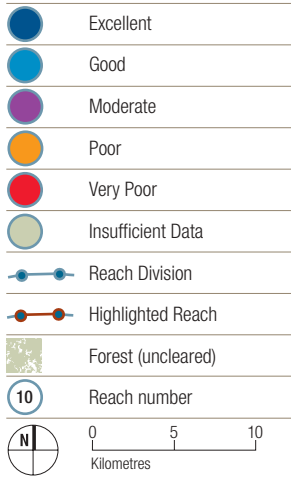 Excellent
Good
Moderate
Poor
Very Poor
Insufficient Data
Reach Division
Highlighted Reach
Forest (uncleared)
10 Reach number
N 0 5 10
Kilometres